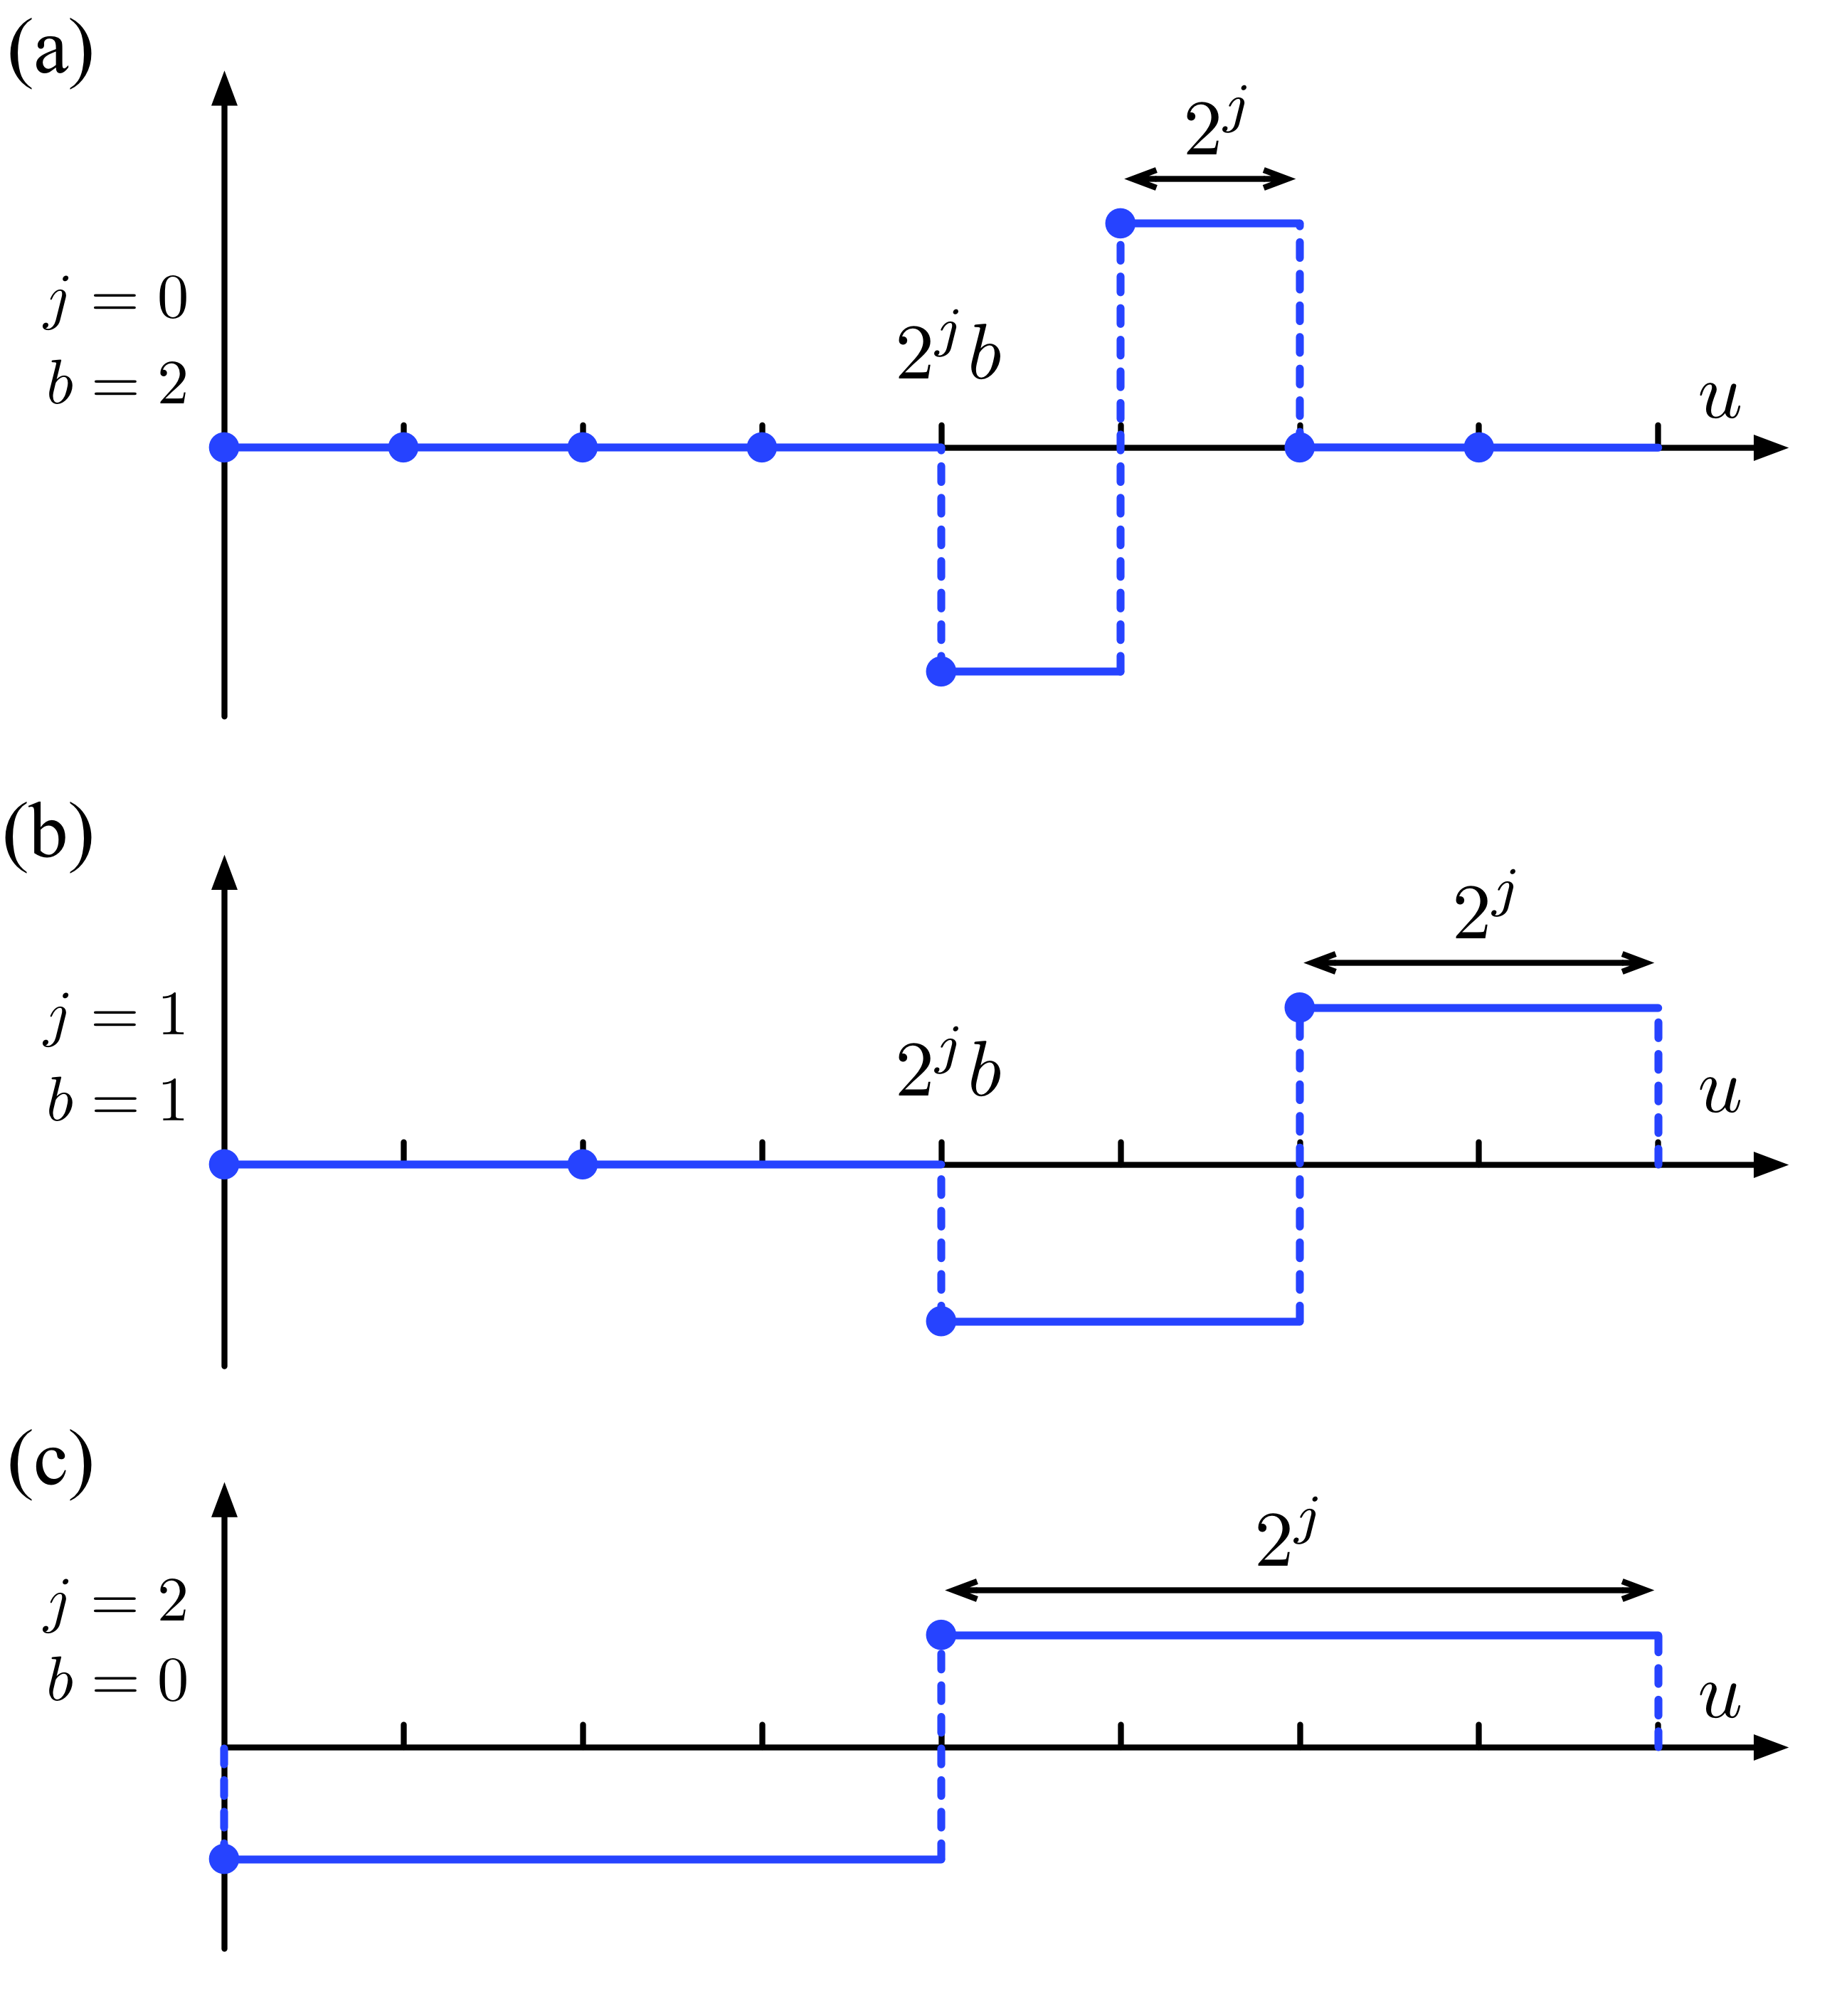 (a)
2^j
j = 0
2^j b
b = 2
u
(b)
2^j
j = 1
2^j b
b = 1
u
(c)
2^j
j = 2
b = 0
u